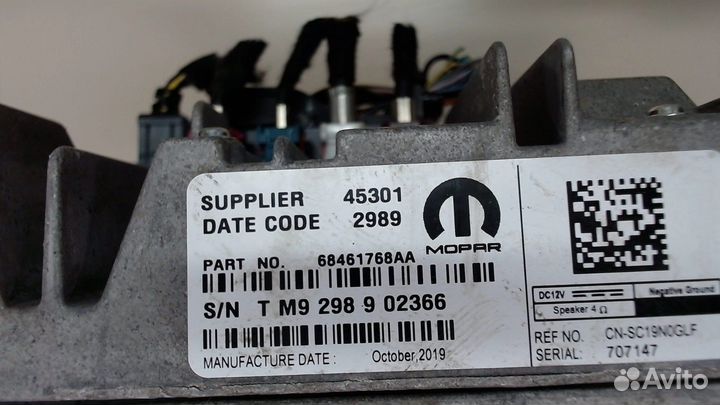 SUPPLIER 45301
DATE CODE 2989
MOPAR
PART NO. 68461768AA
S/N T M9 298 9 02366
MANUFACTURE DATE : October,2019
DC12V Negative Ground
Speaker 4 Ω
REF NO. CN-SC19N0GLF
SERIAL: 707147
Avito